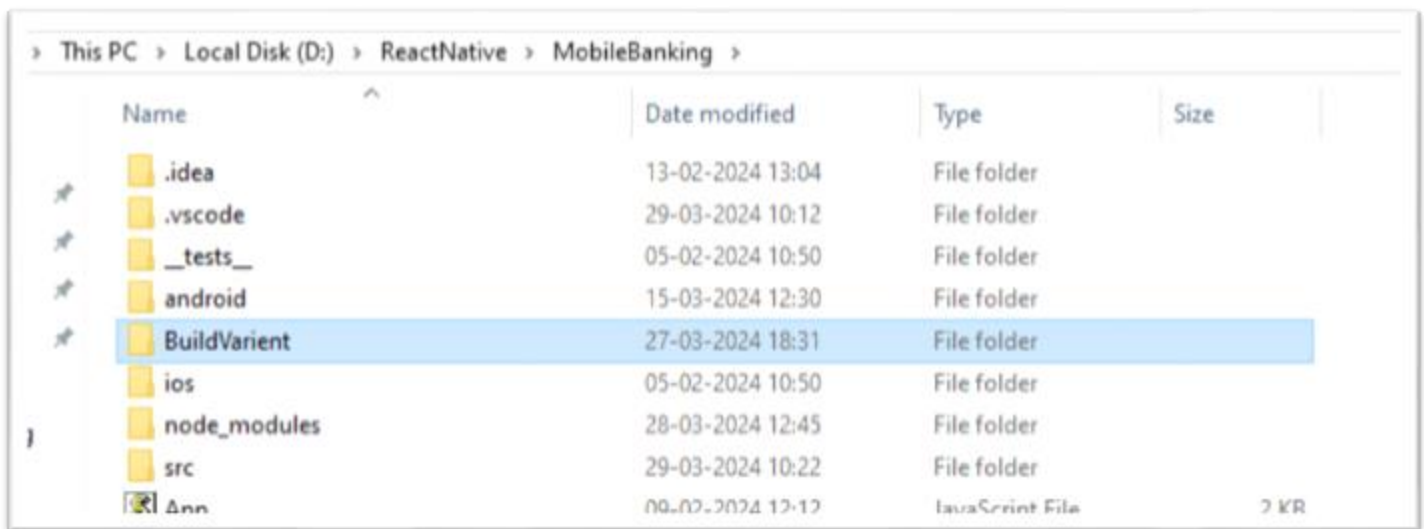 › This PC › Local Disk (D:) › ReactNative › MobileBanking ›
Name Date modified Type Size
.idea 13-02-2024 13:04 File folder
.vscode 29-03-2024 10:12 File folder
__tests__ 05-02-2024 10:50 File folder
android 15-03-2024 12:30 File folder
BuildVarient 27-03-2024 18:31 File folder
ios 05-02-2024 10:50 File folder
node_modules 28-03-2024 12:45 File folder
src 29-03-2024 10:22 File folder
App 09-02-2024 12:12 JavaScript File 2 KB